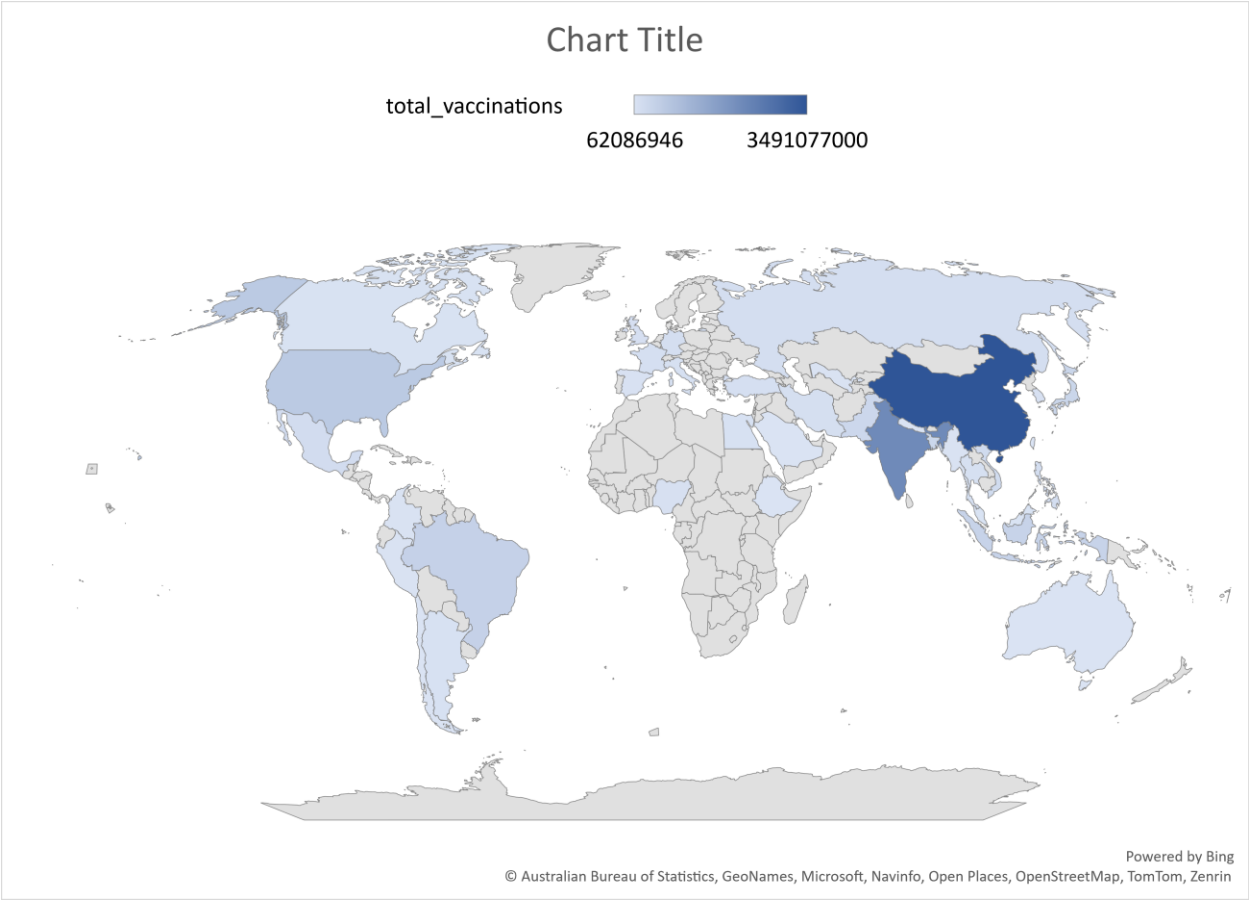 Chart Title
total_vaccinations
62086946 3491077000
Powered by Bing
© Australian Bureau of Statistics, GeoNames, Microsoft, Navinfo, Open Places, OpenStreetMap, TomTom, Zenrin